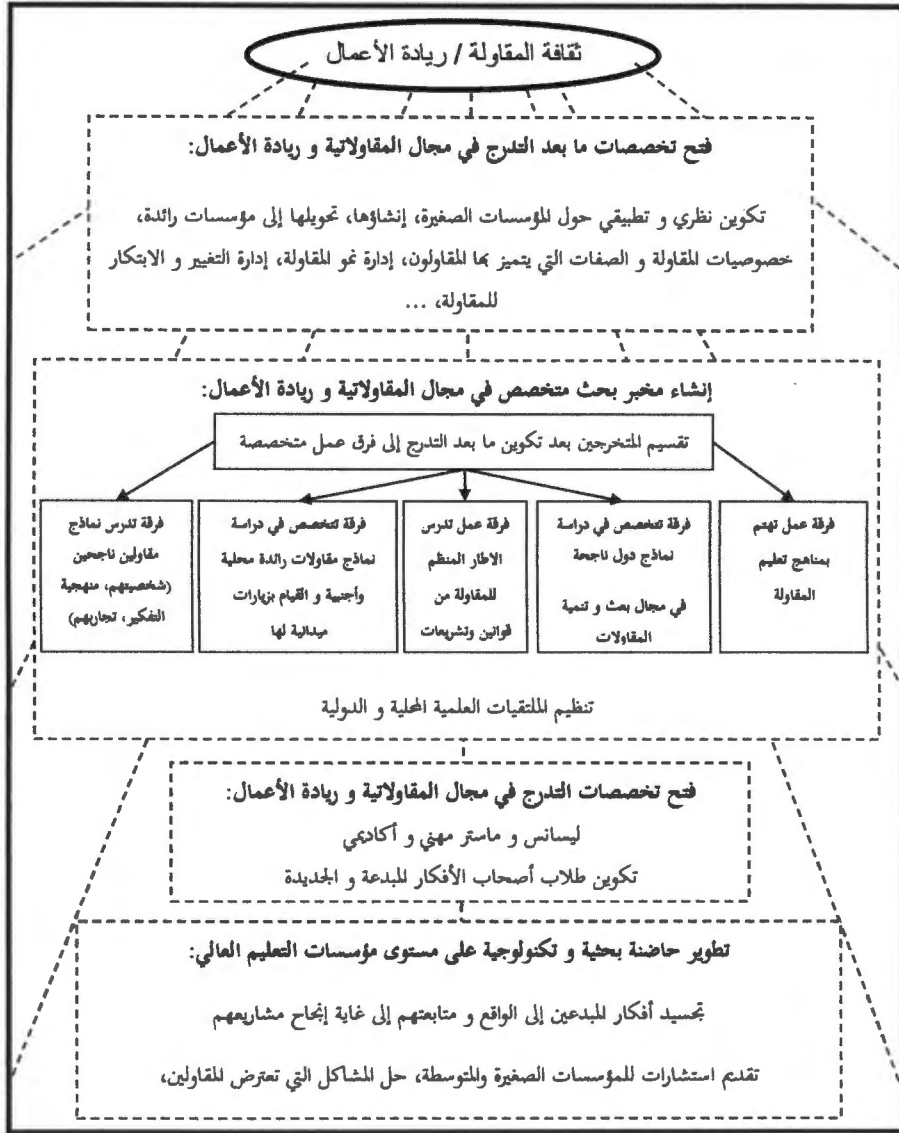 ثقافة المقاولة / ريادة الأعمال
فتح تخصصات ما بعد التدرج في مجال المقاولاتية و ريادة الأعمال:
تكوين نظري و تطبيقي حول المؤسسات الصغيرة، إنشاؤها، تحويلها إلى مؤسسات رائدة،
خصوصيات المقاولة و الصفات التي يتميز بها المقاولون، إدارة نمو المقاولة، إدارة التغيير و الابتكار
للمقاولة، ...
إنشاء مخبر بحث متخصص في مجال المقاولاتية و ريادة الأعمال:
تقسيم المتخرجين بعد تكوين ما بعد التدرج إلى فرق عمل متخصصة
فرقة عمل تهتم
بمناهج تعليم
المقاولة
فرقة تتخصص في دراسة
نماذج دول ناجحة
في مجال بعث و تنمية
المقاولات
فرقة عمل تدرس
الاطار المنظم
للمقاولة من
قوانين وتشريعات
فرقة تتخصص في دراسة
نماذج مقاولات رائدة محلية
وأجنبية و القيام بزيارات
ميدانية لها
فرقة تدرس نماذج
مقاولين ناجحين
(شخصيتهم، منهجية
التفكير، تجاربهم)
تنظيم الملتقيات العلمية المحلية و الدولية
فتح تخصصات التدرج في مجال المقاولاتية و ريادة الأعمال:
ليسانس و ماستر مهني و أكاديمي
تكوين طلاب أصحاب الأفكار المبدعة و الجديدة
تطوير حاضنة بحثية و تكنولوجية على مستوى مؤسسات التعليم العالي:
تجسيد أفكار المبدعين إلى الواقع و متابعتهم إلى غاية إنجاح مشاريعهم
تقديم استشارات للمؤسسات الصغيرة والمتوسطة، حل المشاكل التي تعترض المقاولين،